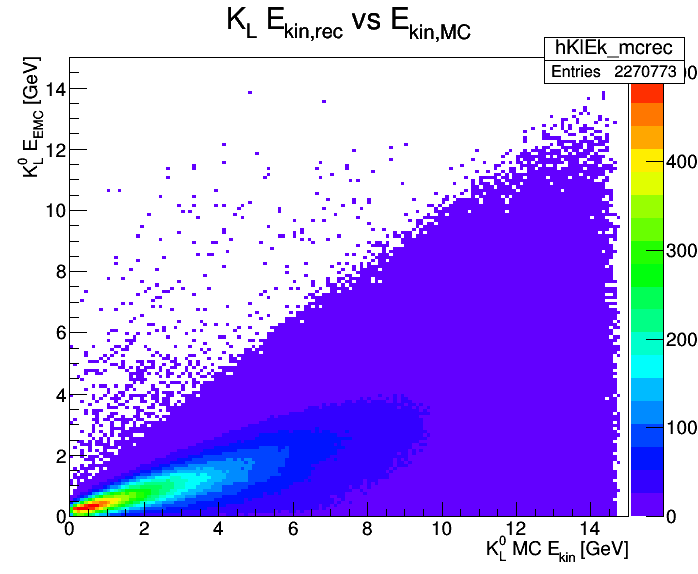 K_L E_kin,rec vs E_kin,MC
hKlEk_mcrec
Entries 2270773
K_L^0 E_EMC [GeV]
14
12
10
8
6
4
2
0
0 2 4 6 8 10 12 14
K_L^0 MC E_kin [GeV]
400
300
200
100
0